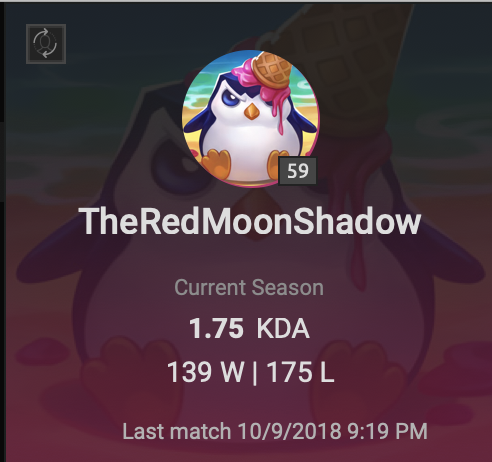 59
TheRedMoonShadow
Current Season
1.75 KDA
139 W | 175 L
Last match 10/9/2018 9:19 PM